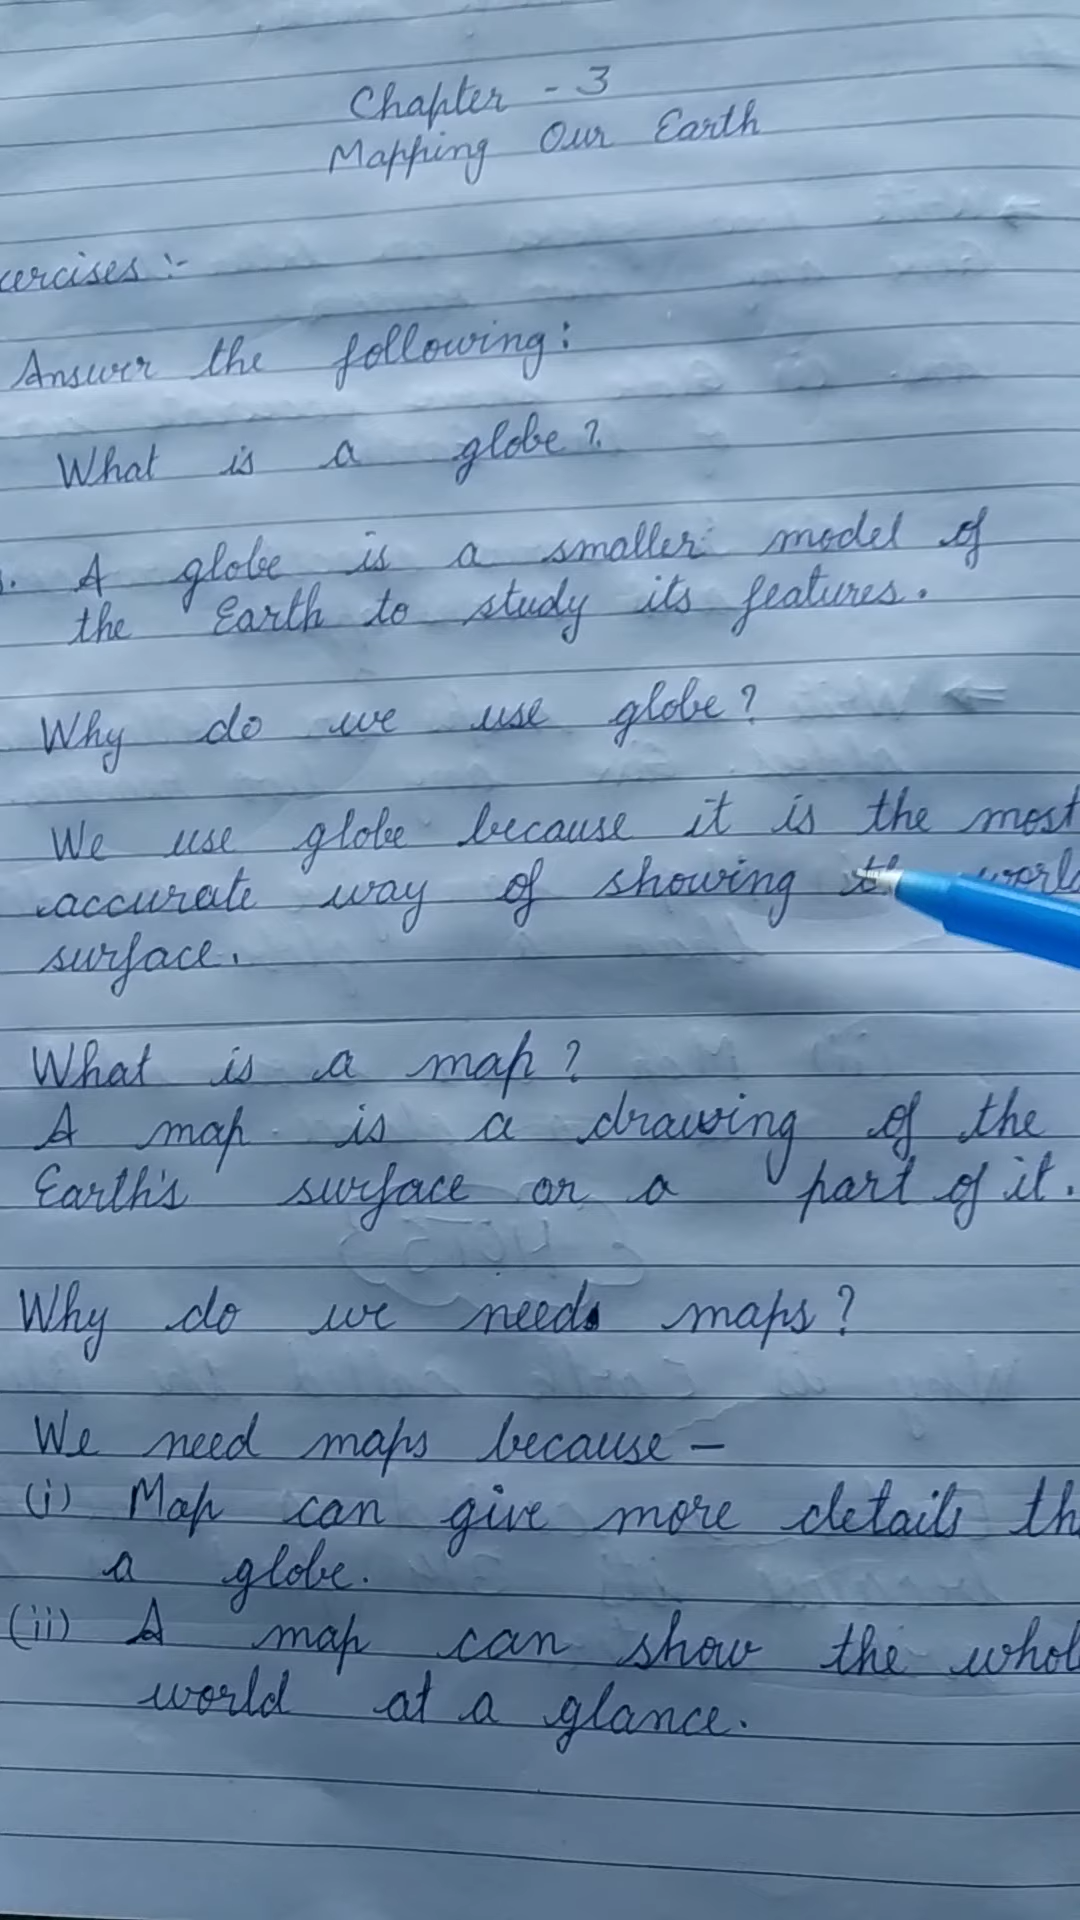 Chapter - 3
Mapping Our Earth
ercises :-
Answer the following:
What is a globe?
s. A globe is a smaller model of
the Earth to study its features.
Why do we use globe?
We use globe because it is the most
accurate way of showing
surface.
What is a map?
A map is a drawing of the
Earth's surface or a part of it.
Why do we need maps?
We need maps because –
(i) Map can give more details th
a globe.
(ii) A map can show the whol
world at a glance.